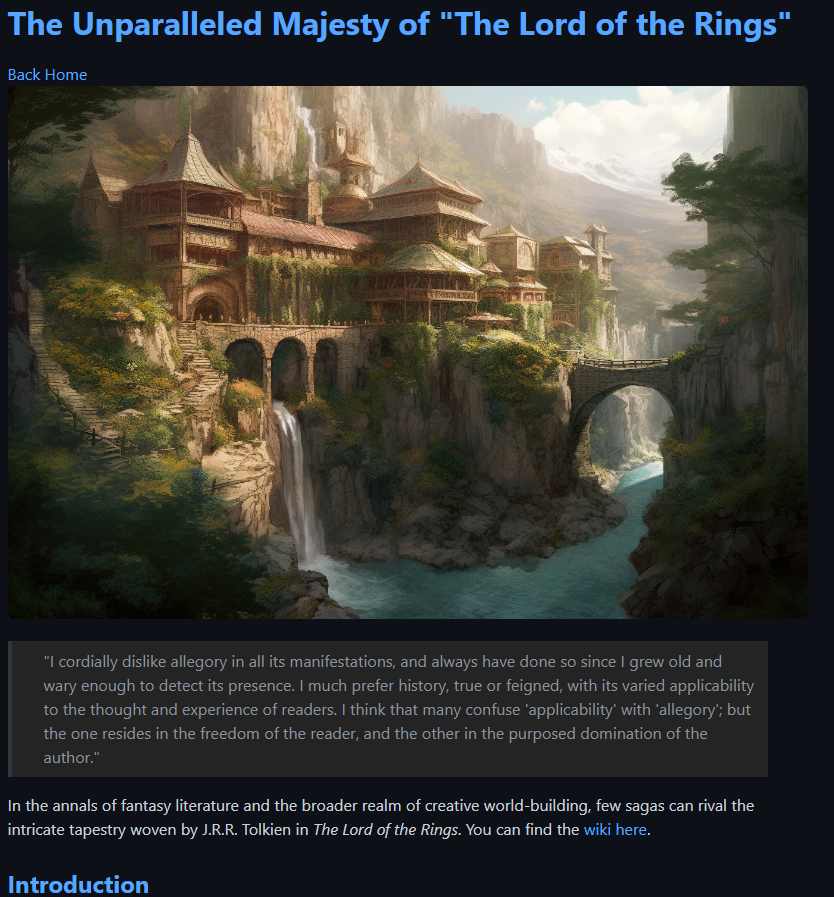 The Unparalleled Majesty of "The Lord of the Rings"
Back Home
"I cordially dislike allegory in all its manifestations, and always have done so since I grew old and
wary enough to detect its presence. I much prefer history, true or feigned, with its varied applicability
to the thought and experience of readers. I think that many confuse 'applicability' with 'allegory'; but
the one resides in the freedom of the reader, and the other in the purposed domination of the
author."
In the annals of fantasy literature and the broader realm of creative world-building, few sagas can rival the
intricate tapestry woven by J.R.R. Tolkien in The Lord of the Rings. You can find the wiki here.
Introduction